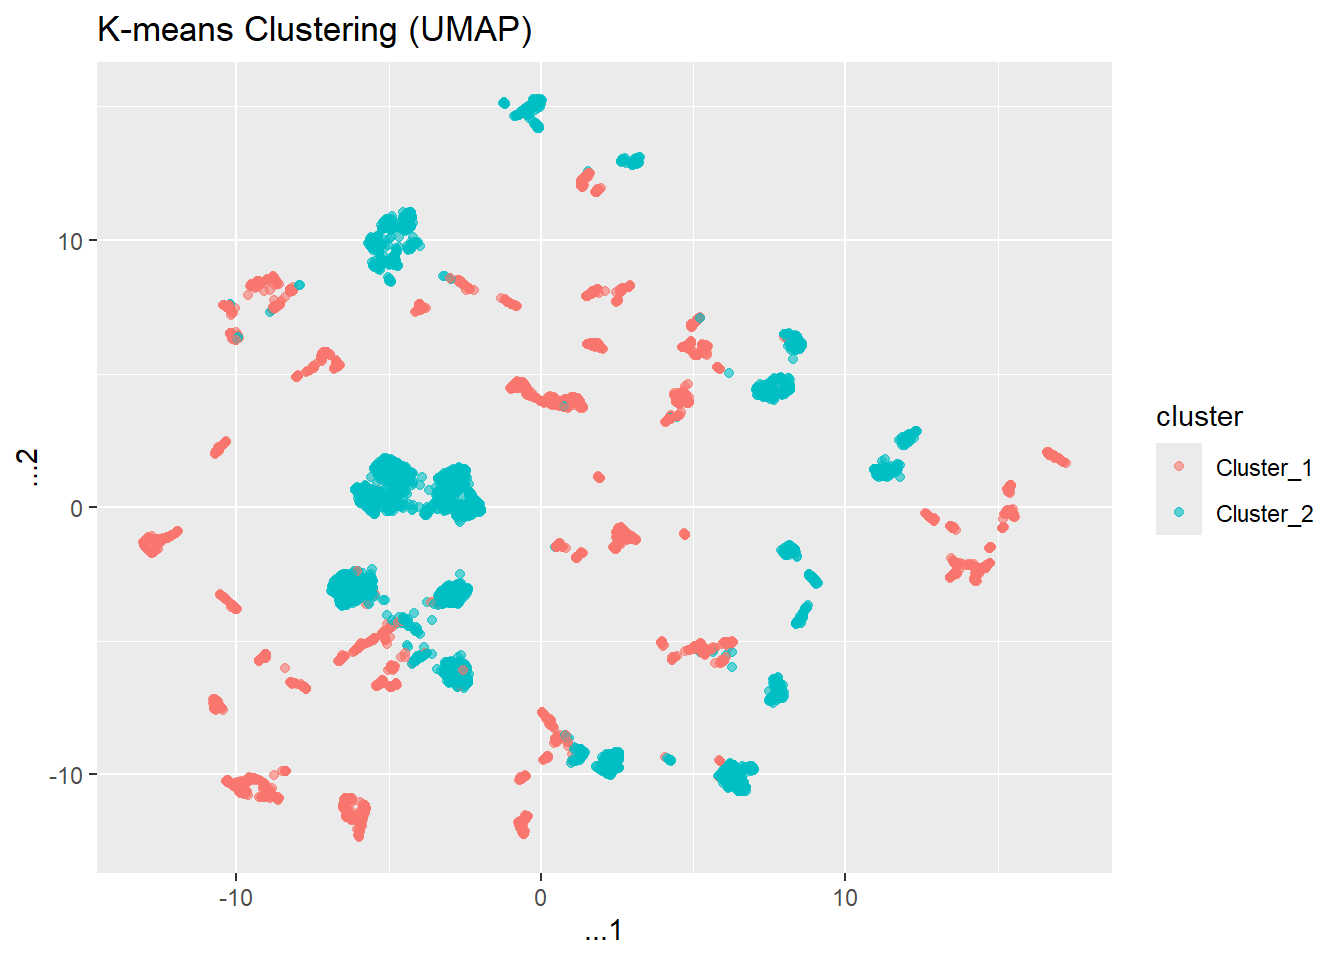 K-means Clustering (UMAP)
10
0
-10
...2
-10
0
10
...1
cluster
Cluster_1
Cluster_2